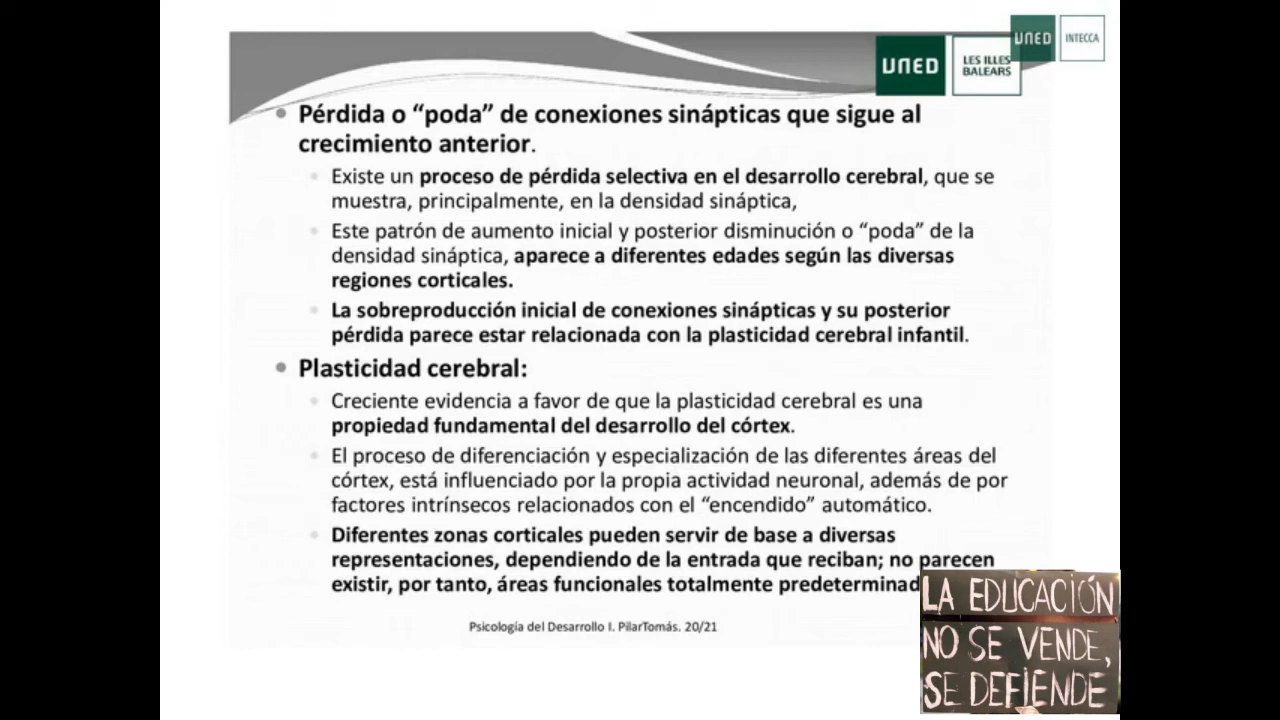 UNED
INTECCA
UNED
LES ILLES
BALEARS
Pérdida o “poda” de conexiones sinápticas que sigue al
crecimiento anterior.
Existe un proceso de pérdida selectiva en el desarrollo cerebral, que se
muestra, principalmente, en la densidad sináptica,
Este patrón de aumento inicial y posterior disminución o “poda” de la
densidad sináptica, aparece a diferentes edades según las diversas
regiones corticales.
La sobreproducción inicial de conexiones sinápticas y su posterior
pérdida parece estar relacionada con la plasticidad cerebral infantil.
Plasticidad cerebral:
Creciente evidencia a favor de que la plasticidad cerebral es una
propiedad fundamental del desarrollo del córtex.
El proceso de diferenciación y especialización de las diferentes áreas del
córtex, está influenciado por la propia actividad neuronal, además de por
factores intrínsecos relacionados con el “encendido” automático.
Diferentes zonas corticales pueden servir de base a diversas
representaciones, dependiendo de la entrada que reciban; no parecen
existir, por tanto, áreas funcionales totalmente predeterminad
Psicología del Desarrollo I. PilarTomás. 20/21
LA EDUCACIÓN
NO SE VENDE,
SE DEFIENDE